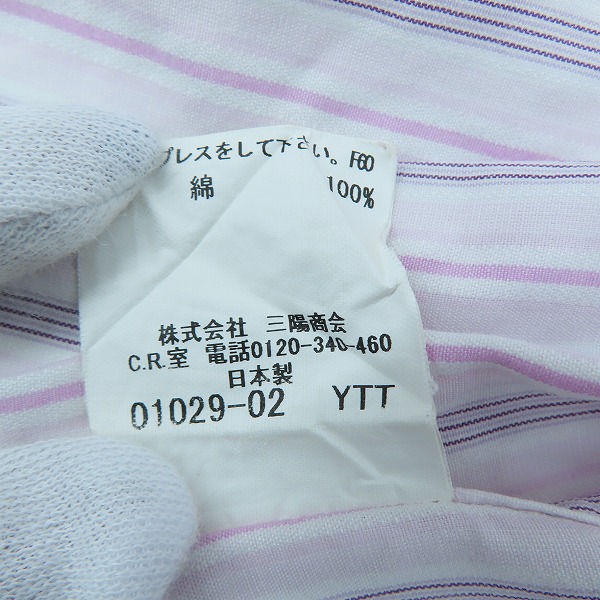 プレスをして下さい。F60
綿 100%
株式会社 三陽商会
C.R.室 電話0120-340-460
日本製
01029-02 YTT